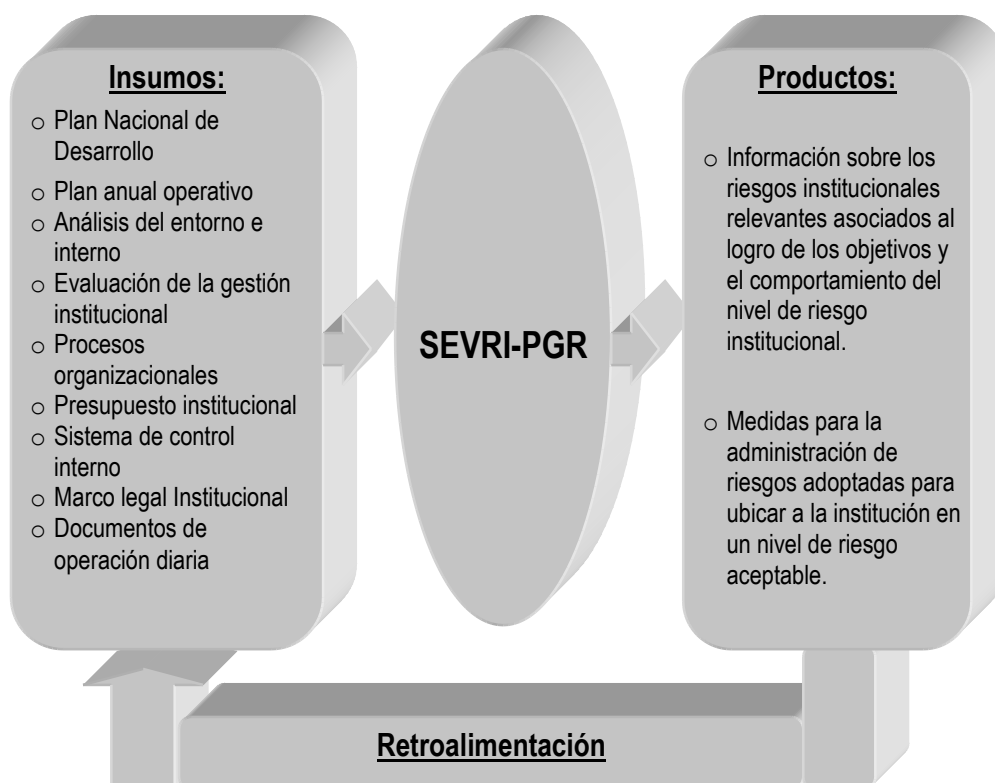 Insumos:
o Plan Nacional de
Desarrollo
o Plan anual operativo
o Análisis del entorno e
interno
o Evaluación de la gestión
institucional
o Procesos
organizacionales
o Presupuesto institucional
o Sistema de control
interno
o Marco legal Institucional
o Documentos de
operación diaria
SEVRI-PGR
Productos:
o Información sobre los
riesgos institucionales
relevantes asociados al
logro de los objetivos y
el comportamiento del
nivel de riesgo
institucional.
o Medidas para la
administración de
riesgos adoptadas para
ubicar a la institución en
un nivel de riesgo
aceptable.
Retroalimentación